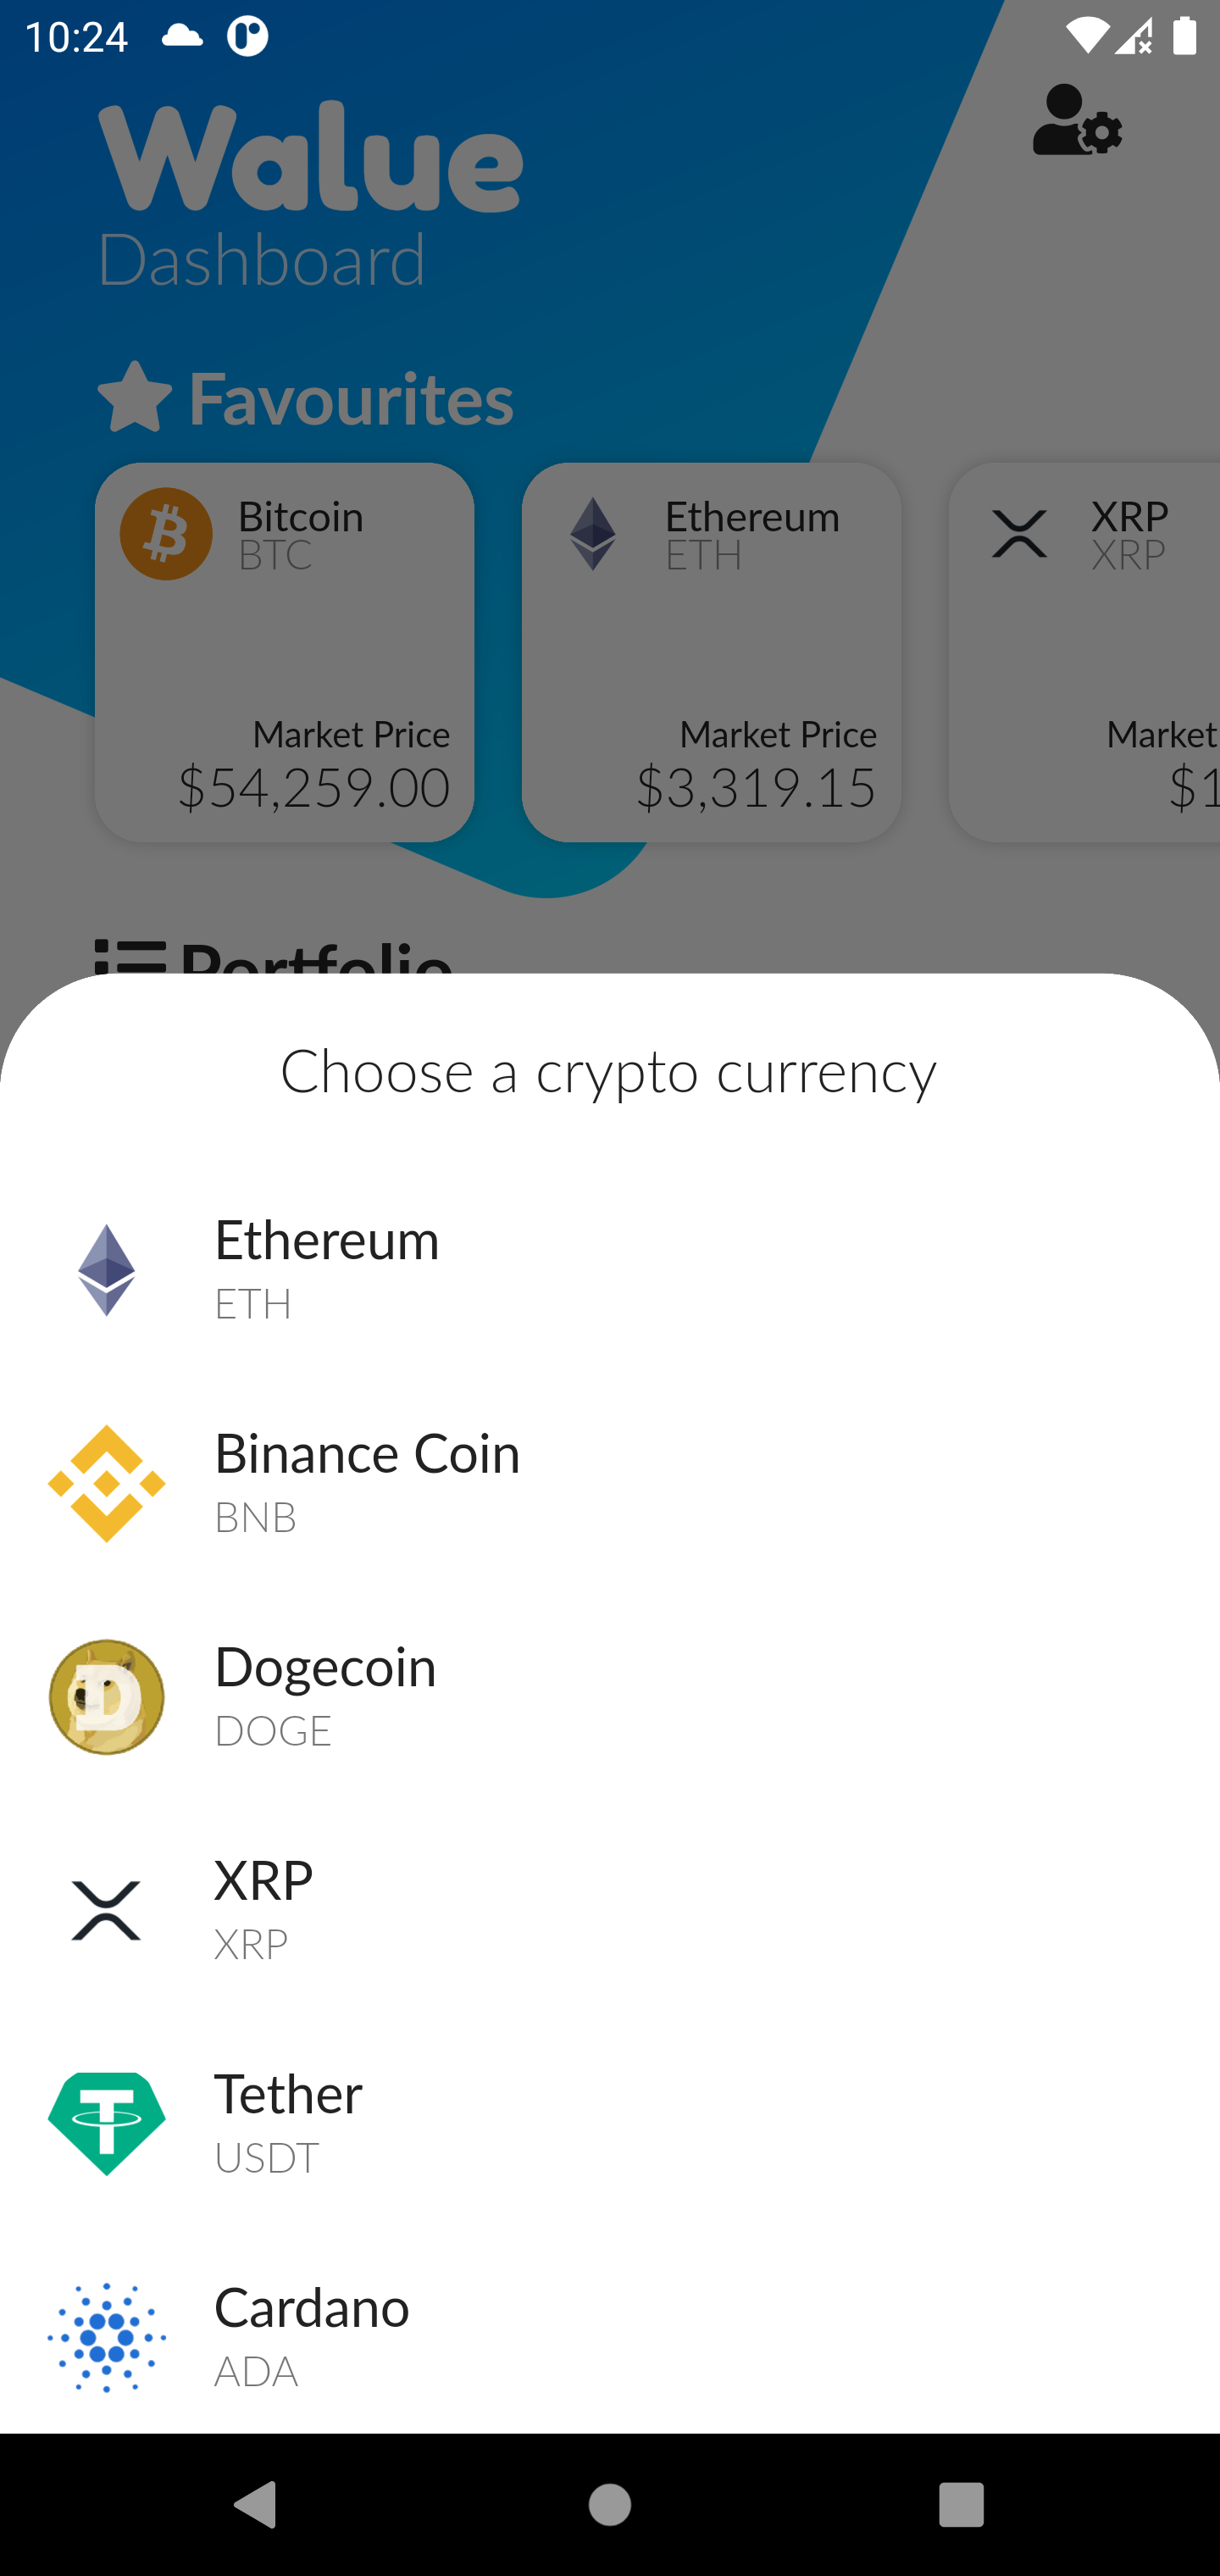 10:24
Walue
Dashboard
Favourites
Bitcoin
BTC
Market Price
$54,259.00
Ethereum
ETH
Market Price
$3,319.15
XRP
XRP
Market
$1
Portfolio
Choose a crypto currency
Ethereum
ETH
Binance Coin
BNB
Dogecoin
DOGE
XRP
XRP
Tether
USDT
Cardano
ADA